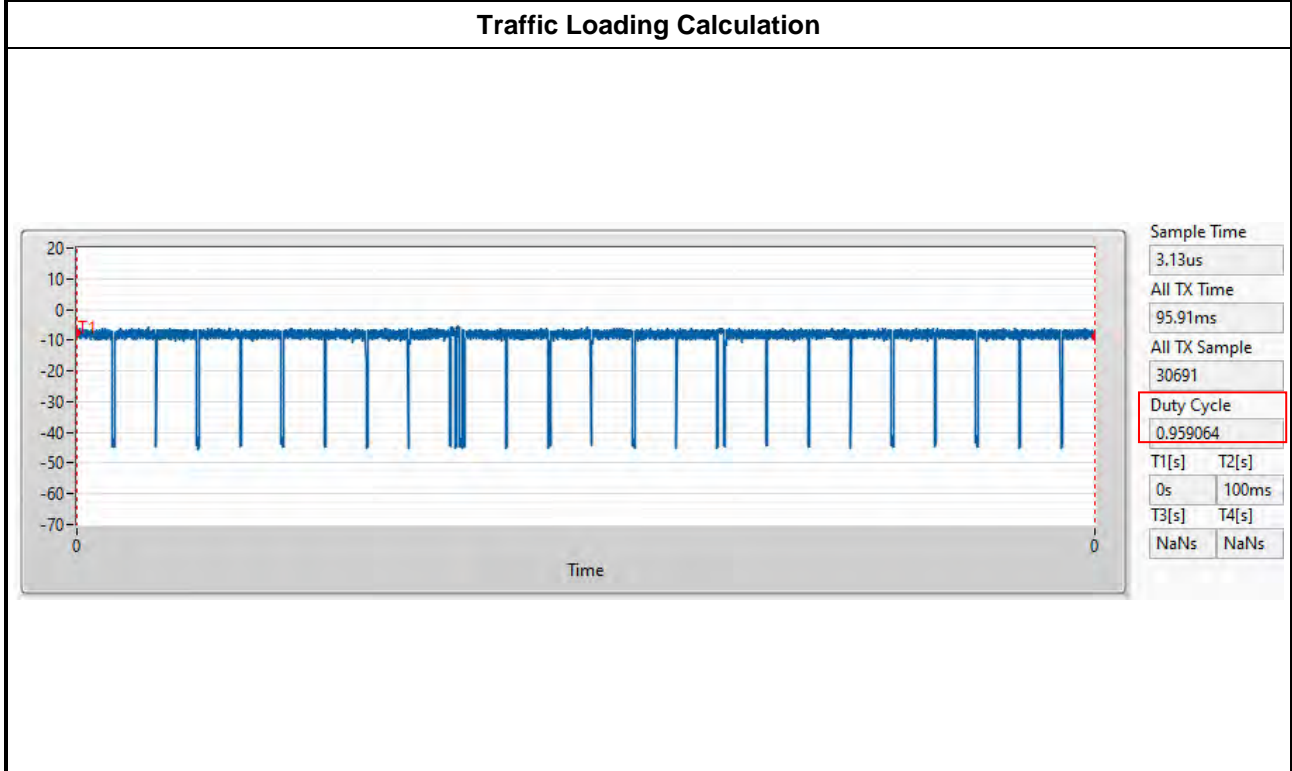 Traffic Loading Calculation
20
10
0
-10
-20
-30
-40
-50
-60
-70
T1
0
0
Time
Sample Time
3.13us
All TX Time
95.91ms
All TX Sample
30691
Duty Cycle
0.959064
T1[s] T2[s]
0s 100ms
T3[s] T4[s]
NaNs NaNs